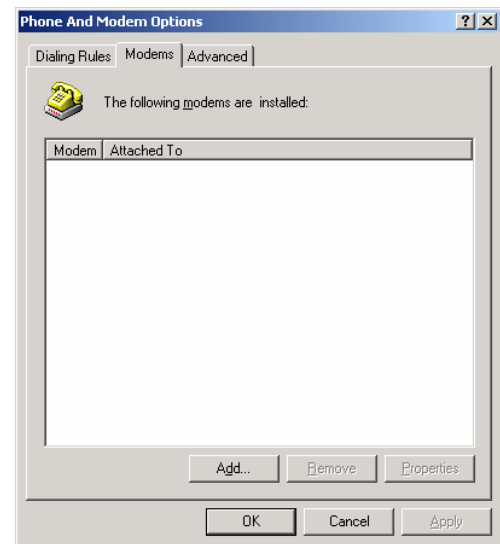 Phone And Modem Options
Dialing Rules Modems Advanced
The following modems are installed:
Modem Attached To
Add... Remove Properties
OK Cancel Apply